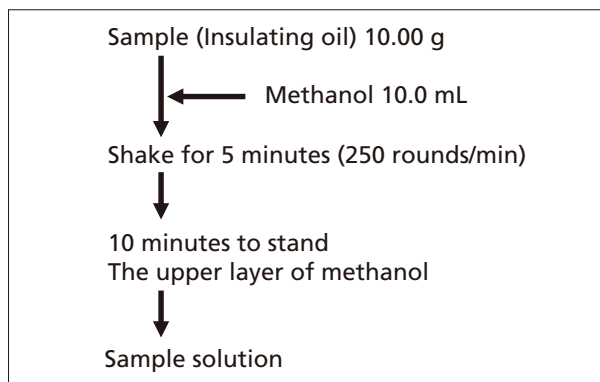 Sample (Insulating oil) 10.00 g
Methanol 10.0 mL
Shake for 5 minutes (250 rounds/min)
10 minutes to stand
The upper layer of methanol
Sample solution